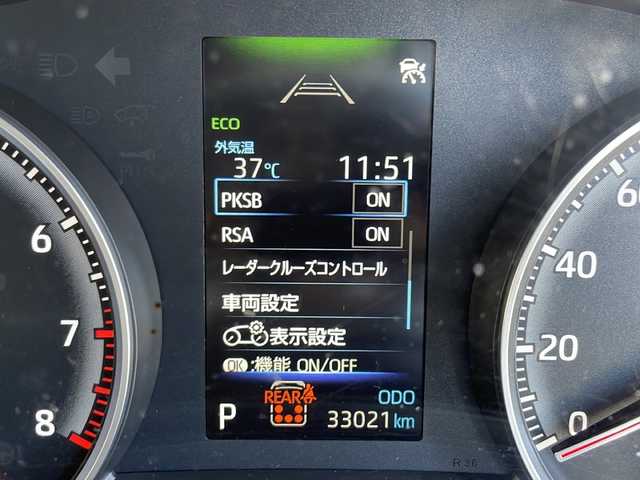 ECO
外気温
37℃ 11:51
PKSB ON
RSA ON
レーダークルーズコントロール
車両設定
表示設定
OK:機能 ON/OFF
REAR
ODO
P 33021km
6
7
8
60
40
20
0